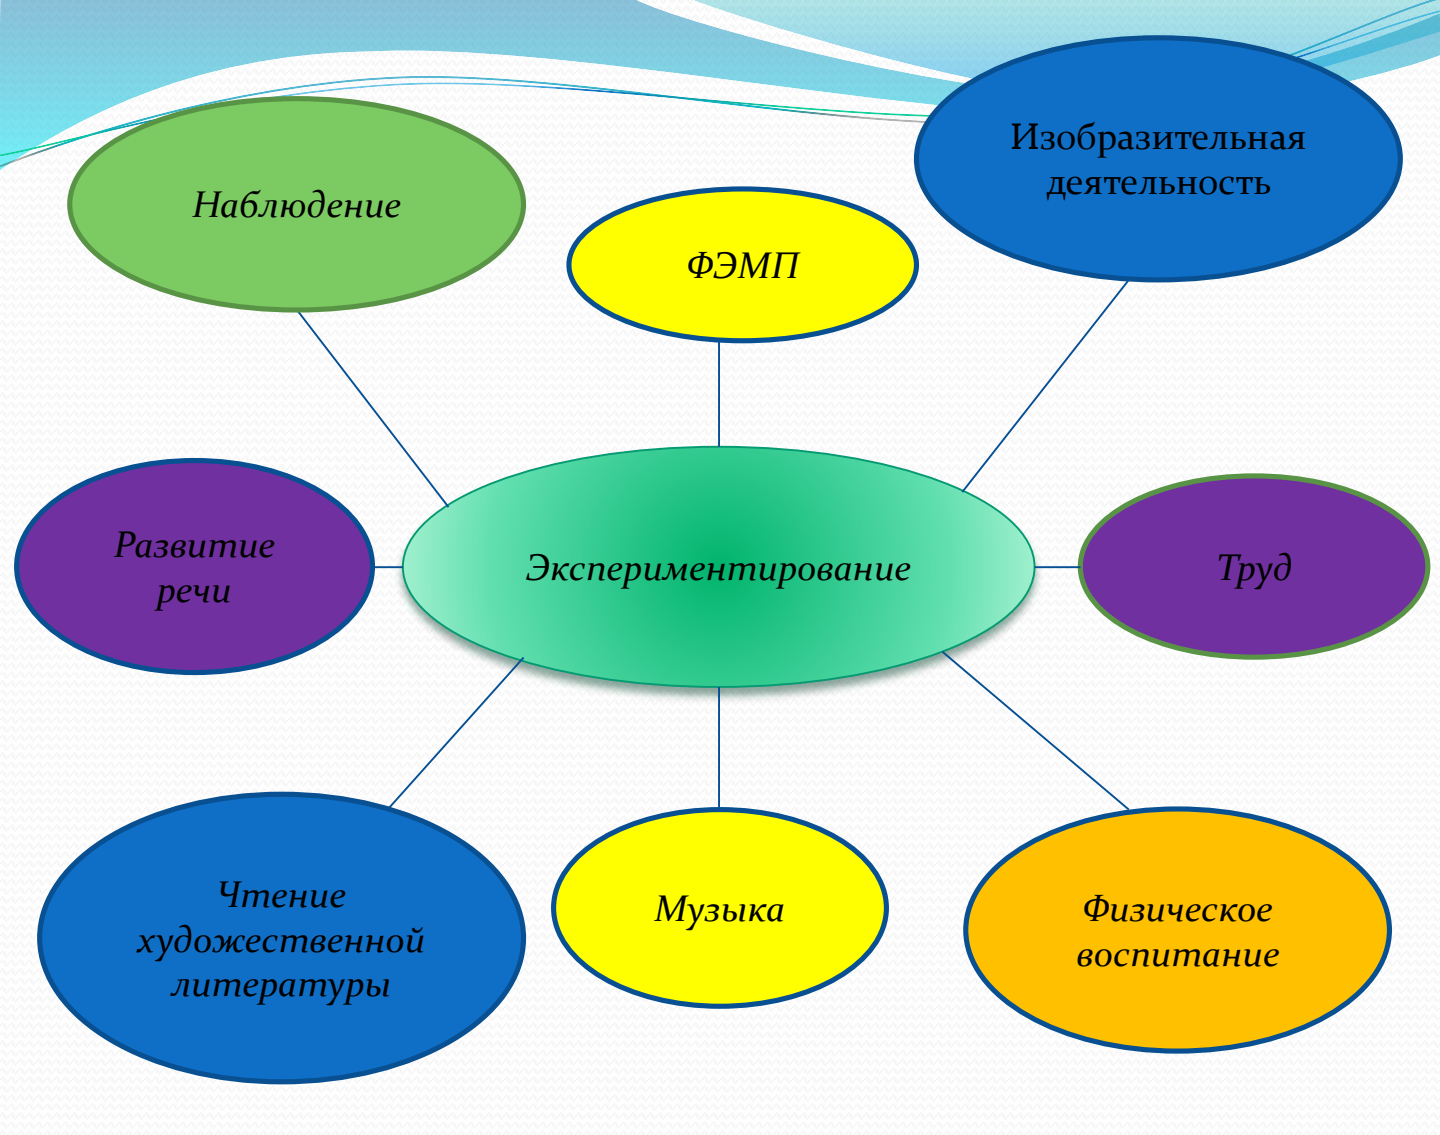 Наблюдение
ФЭМП
Изобразительная
деятельность
Развитие
речи
Экспериментирование
Труд
Чтение
художественной
литературы
Музыка
Физическое
воспитание